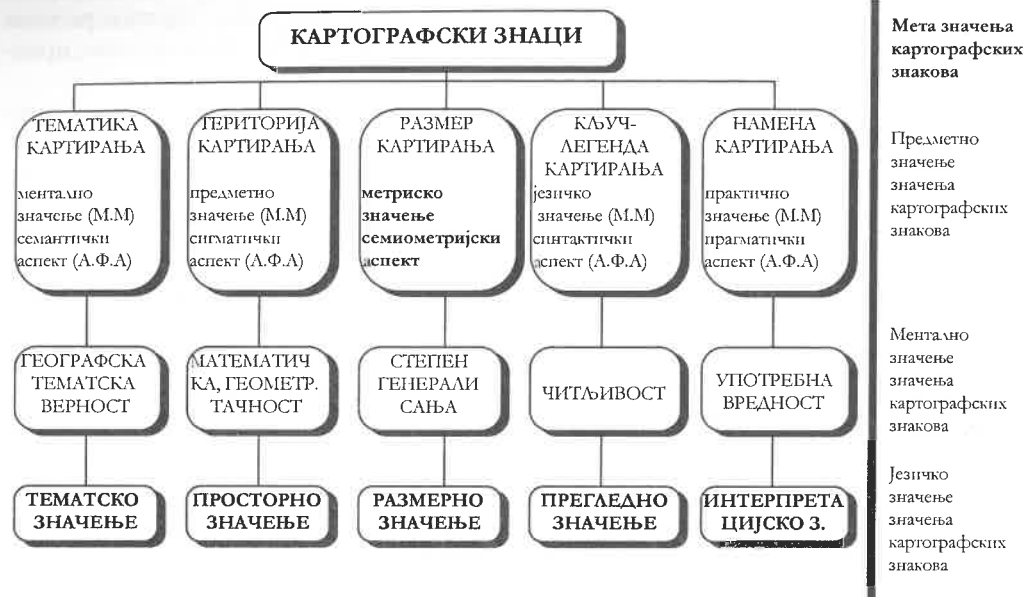 КАРТОГРАФСКИ ЗНАЦИ
ТЕМАТИКА
КАРТИРАЊА
ментално
значење (М.М)
семантички
аспект (А.Ф.А)
ТЕРИТОРИЈА
КАРТИРАЊА
предметно
значење (М.М)
сигматички
аспект (А.Ф.А)
РАЗМЕР
КАРТИРАЊА
метриско
значење
семиометријски
аспект
КЉУЧ-
ЛЕГЕНДА
КАРТИРАЊА
језичко
значење (М.М)
синтактички
аспект (А.Ф.А)
НАМЕНА
КАРТИРАЊА
практично
значење (М.М)
прагматички
аспект (А.Ф.А)
ГЕОГРАФСКА
ТЕМАТСКА
ВЕРНОСТ
МАТЕМАТИЧ
КА, ГЕОМЕТР.
ТАЧНОСТ
СТЕПЕН
ГЕНЕРАЛИ
САЊА
ЧИТЉИВОСТ
УПОТРЕБНА
ВРЕДНОСТ
ТЕМАТСКО
ЗНАЧЕЊЕ
ПРОСТОРНО
ЗНАЧЕЊЕ
РАЗМЕРНО
ЗНАЧЕЊЕ
ПРЕГЛЕДНО
ЗНАЧЕЊЕ
ИНТЕРПРЕТА
ЦИЈСКО З.
Мета значења
картографских
знакова
Предметно
значење
значења
картографских
знакова
Ментално
значење
значења
картографских
знакова
Језичко
значење
значења
картографских
знакова